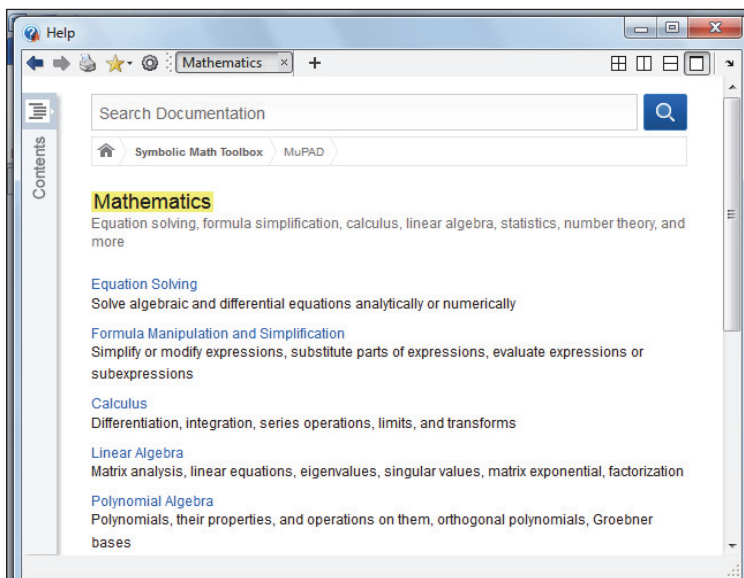 Help
Mathematics
Search Documentation
Symbolic Math Toolbox
MuPAD
Contents
Mathematics
Equation solving, formula simplification, calculus, linear algebra, statistics, number theory, and
more
Equation Solving
Solve algebraic and differential equations analytically or numerically
Formula Manipulation and Simplification
Simplify or modify expressions, substitute parts of expressions, evaluate expressions or
subexpressions
Calculus
Differentiation, integration, series operations, limits, and transforms
Linear Algebra
Matrix analysis, linear equations, eigenvalues, singular values, matrix exponential, factorization
Polynomial Algebra
Polynomials, their properties, and operations on them, orthogonal polynomials, Groebner
bases